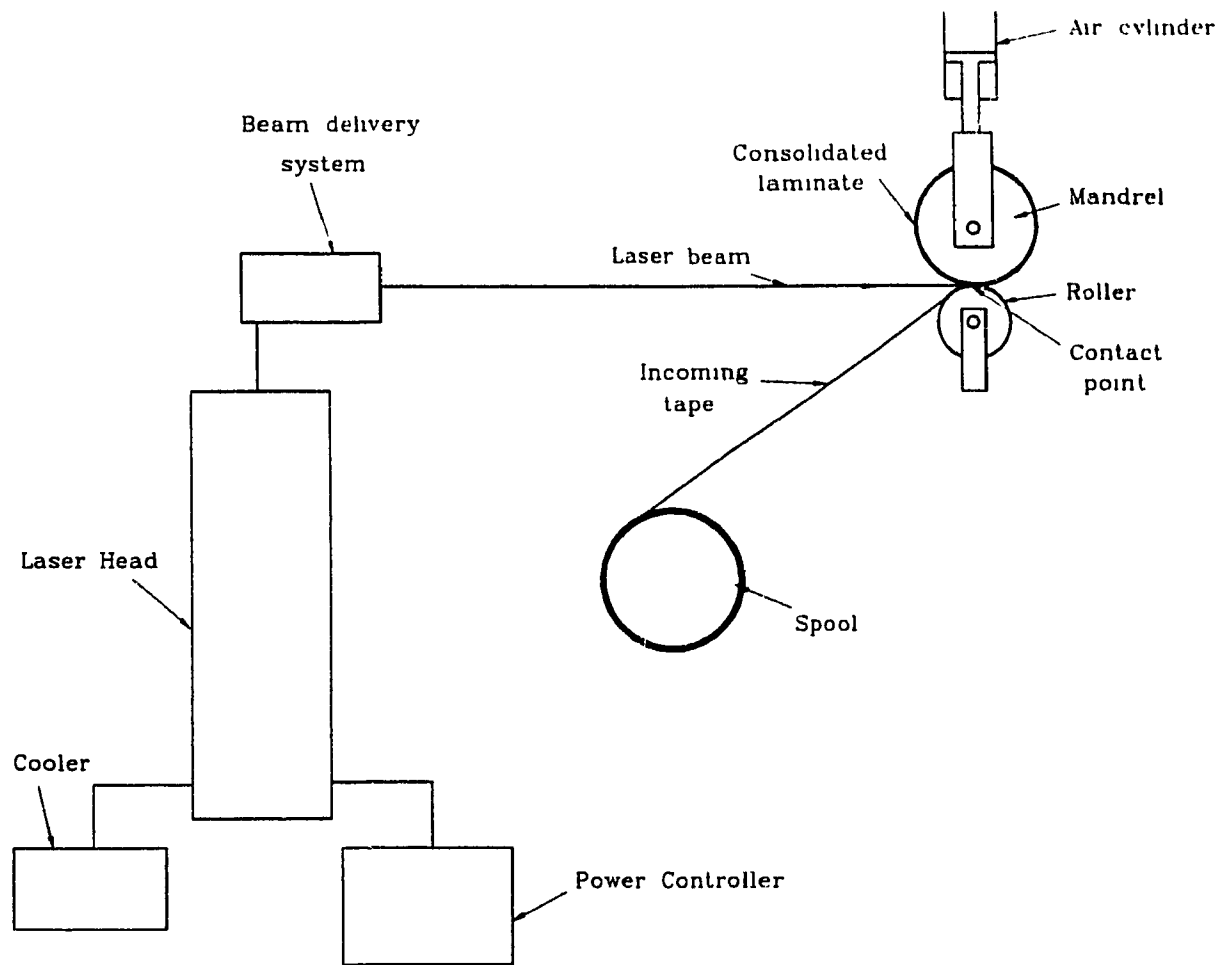 Air cylinder
Beam delivery
system
Consolidated
laminate
Mandrel
Laser beam
Roller
Contact
point
Incoming
tape
Laser Head
Spool
Cooler
Power Controller